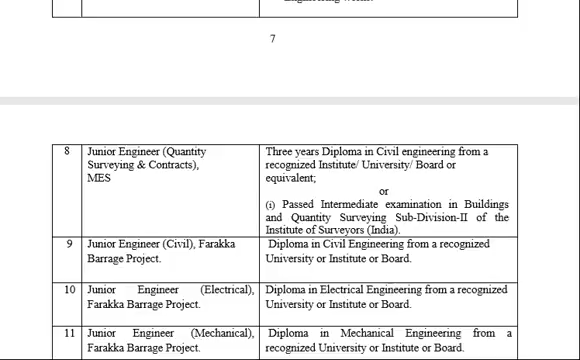 Engineering works.
7
8 Junior Engineer (Quantity Surveying & Contracts), MES
Three years Diploma in Civil engineering from a
recognized Institute/ University/ Board or
equivalent;
or
(i) Passed Intermediate examination in Buildings
and Quantity Surveying Sub-Division-II of the
Institute of Surveyors (India).
9 Junior Engineer (Civil), Farakka
Barrage Project.
Diploma in Civil Engineering from a recognized
University or Institute or Board.
10 Junior Engineer (Electrical),
Farakka Barrage Project.
Diploma in Electrical Engineering from a recognized
University or Institute or Board.
11 Junior Engineer (Mechanical),
Farakka Barrage Project.
Diploma in Mechanical Engineering from a
recognized University or Institute or Board.